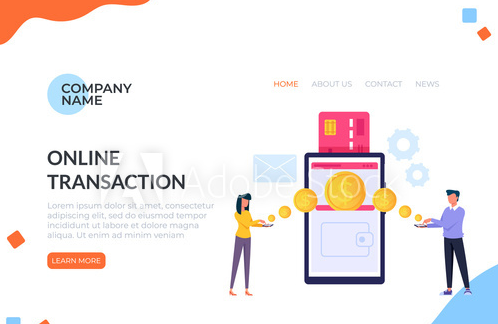 COMPANY
NAME
HOME ABOUT US CONTACT NEWS
ONLINE
TRANSACTION
Lorem ipsum dolor sit amet,
consectetur adipiscing elit, sed do
eiusmod tempor incididunt ut labore
et dolore magna aliqua. Ut enim ad
minim veniam
LEARN MORE
Adobe Stock